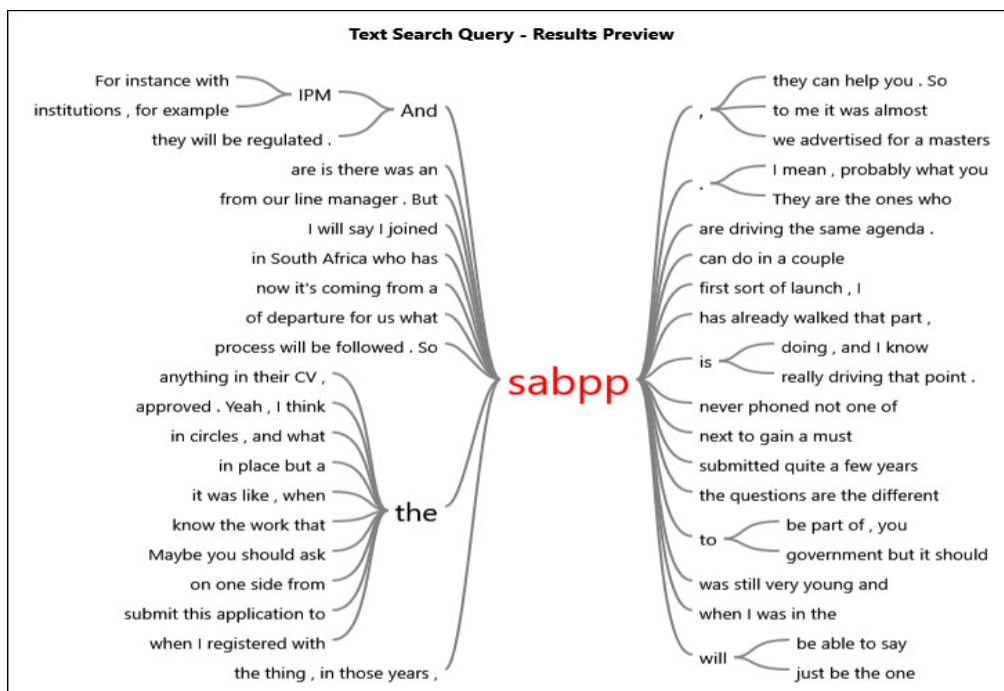 Text Search Query - Results Preview
For instance with
institutions , for example
IPM
they will be regulated .
And
are is there was an
from our line manager . But
I will say I joined
in South Africa who has
now it's coming from a
of departure for us what
process will be followed . So
anything in their CV ,
approved . Yeah , I think
in circles , and what
in place but a
it was like , when
know the work that
Maybe you should ask
on one side from
submit this application to
when I registered with
the
the thing , in those years ,
sabpp
,
they can help you . So
to me it was almost
we advertised for a masters
.
I mean , probably what you
They are the ones who
are driving the same agenda .
can do in a couple
first sort of launch , I
has already walked that part ,
is
doing , and I know
really driving that point .
never phoned not one of
next to gain a must
submitted quite a few years
the questions are the different
to
be part of , you
government but it should
was still very young and
when I was in the
will
be able to say
just be the one